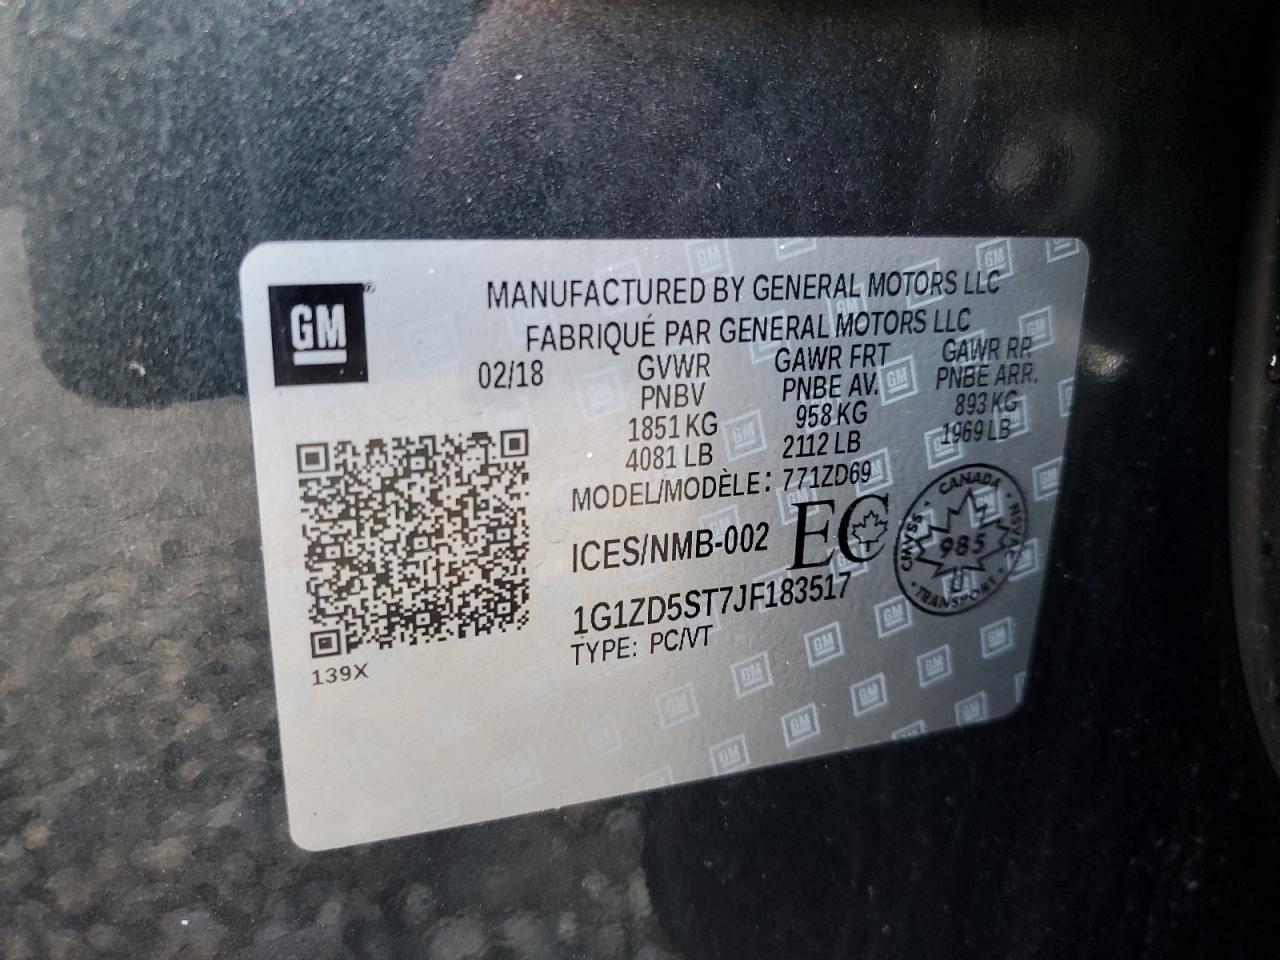 GM®
MANUFACTURED BY GENERAL MOTORS LLC
FABRIQUÉ PAR GENERAL MOTORS LLC
02/18
GVWR GAWR FRT GAWR RR
PNBV PNBE AV. PNBE ARR.
1851 KG 958 KG 893 KG
4081 LB 2112 LB 1969 LB
MODEL/MODÈLE: 771ZD69
ICES/NMB-002 EC
1G1ZD5ST7JF183517
TYPE: PC/VT
139X
CANADA
CMVSS NSVAC
985
TRANSPORT